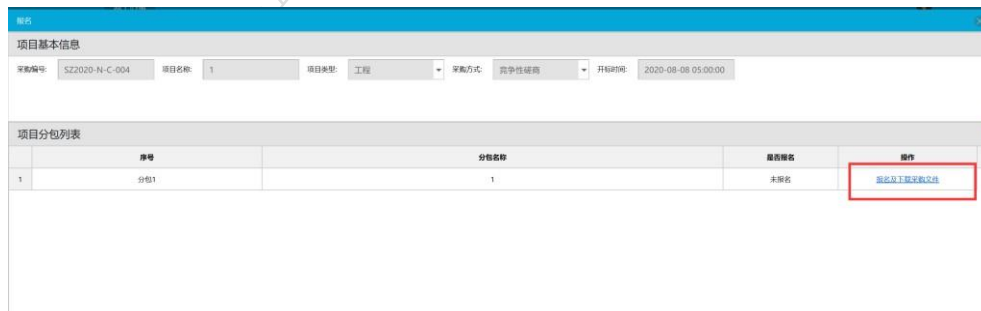 报名
项目基本信息
采购编号: SZ2020-N-C-004 项目名称: 1 项目类型: 工程 采购方式: 竞争性磋商 开标时间: 2020-08-08 05:00:00
项目分包列表
序号 分包名称 是否报名 操作
1 分包1 1 未报名 报名及下载采购文件